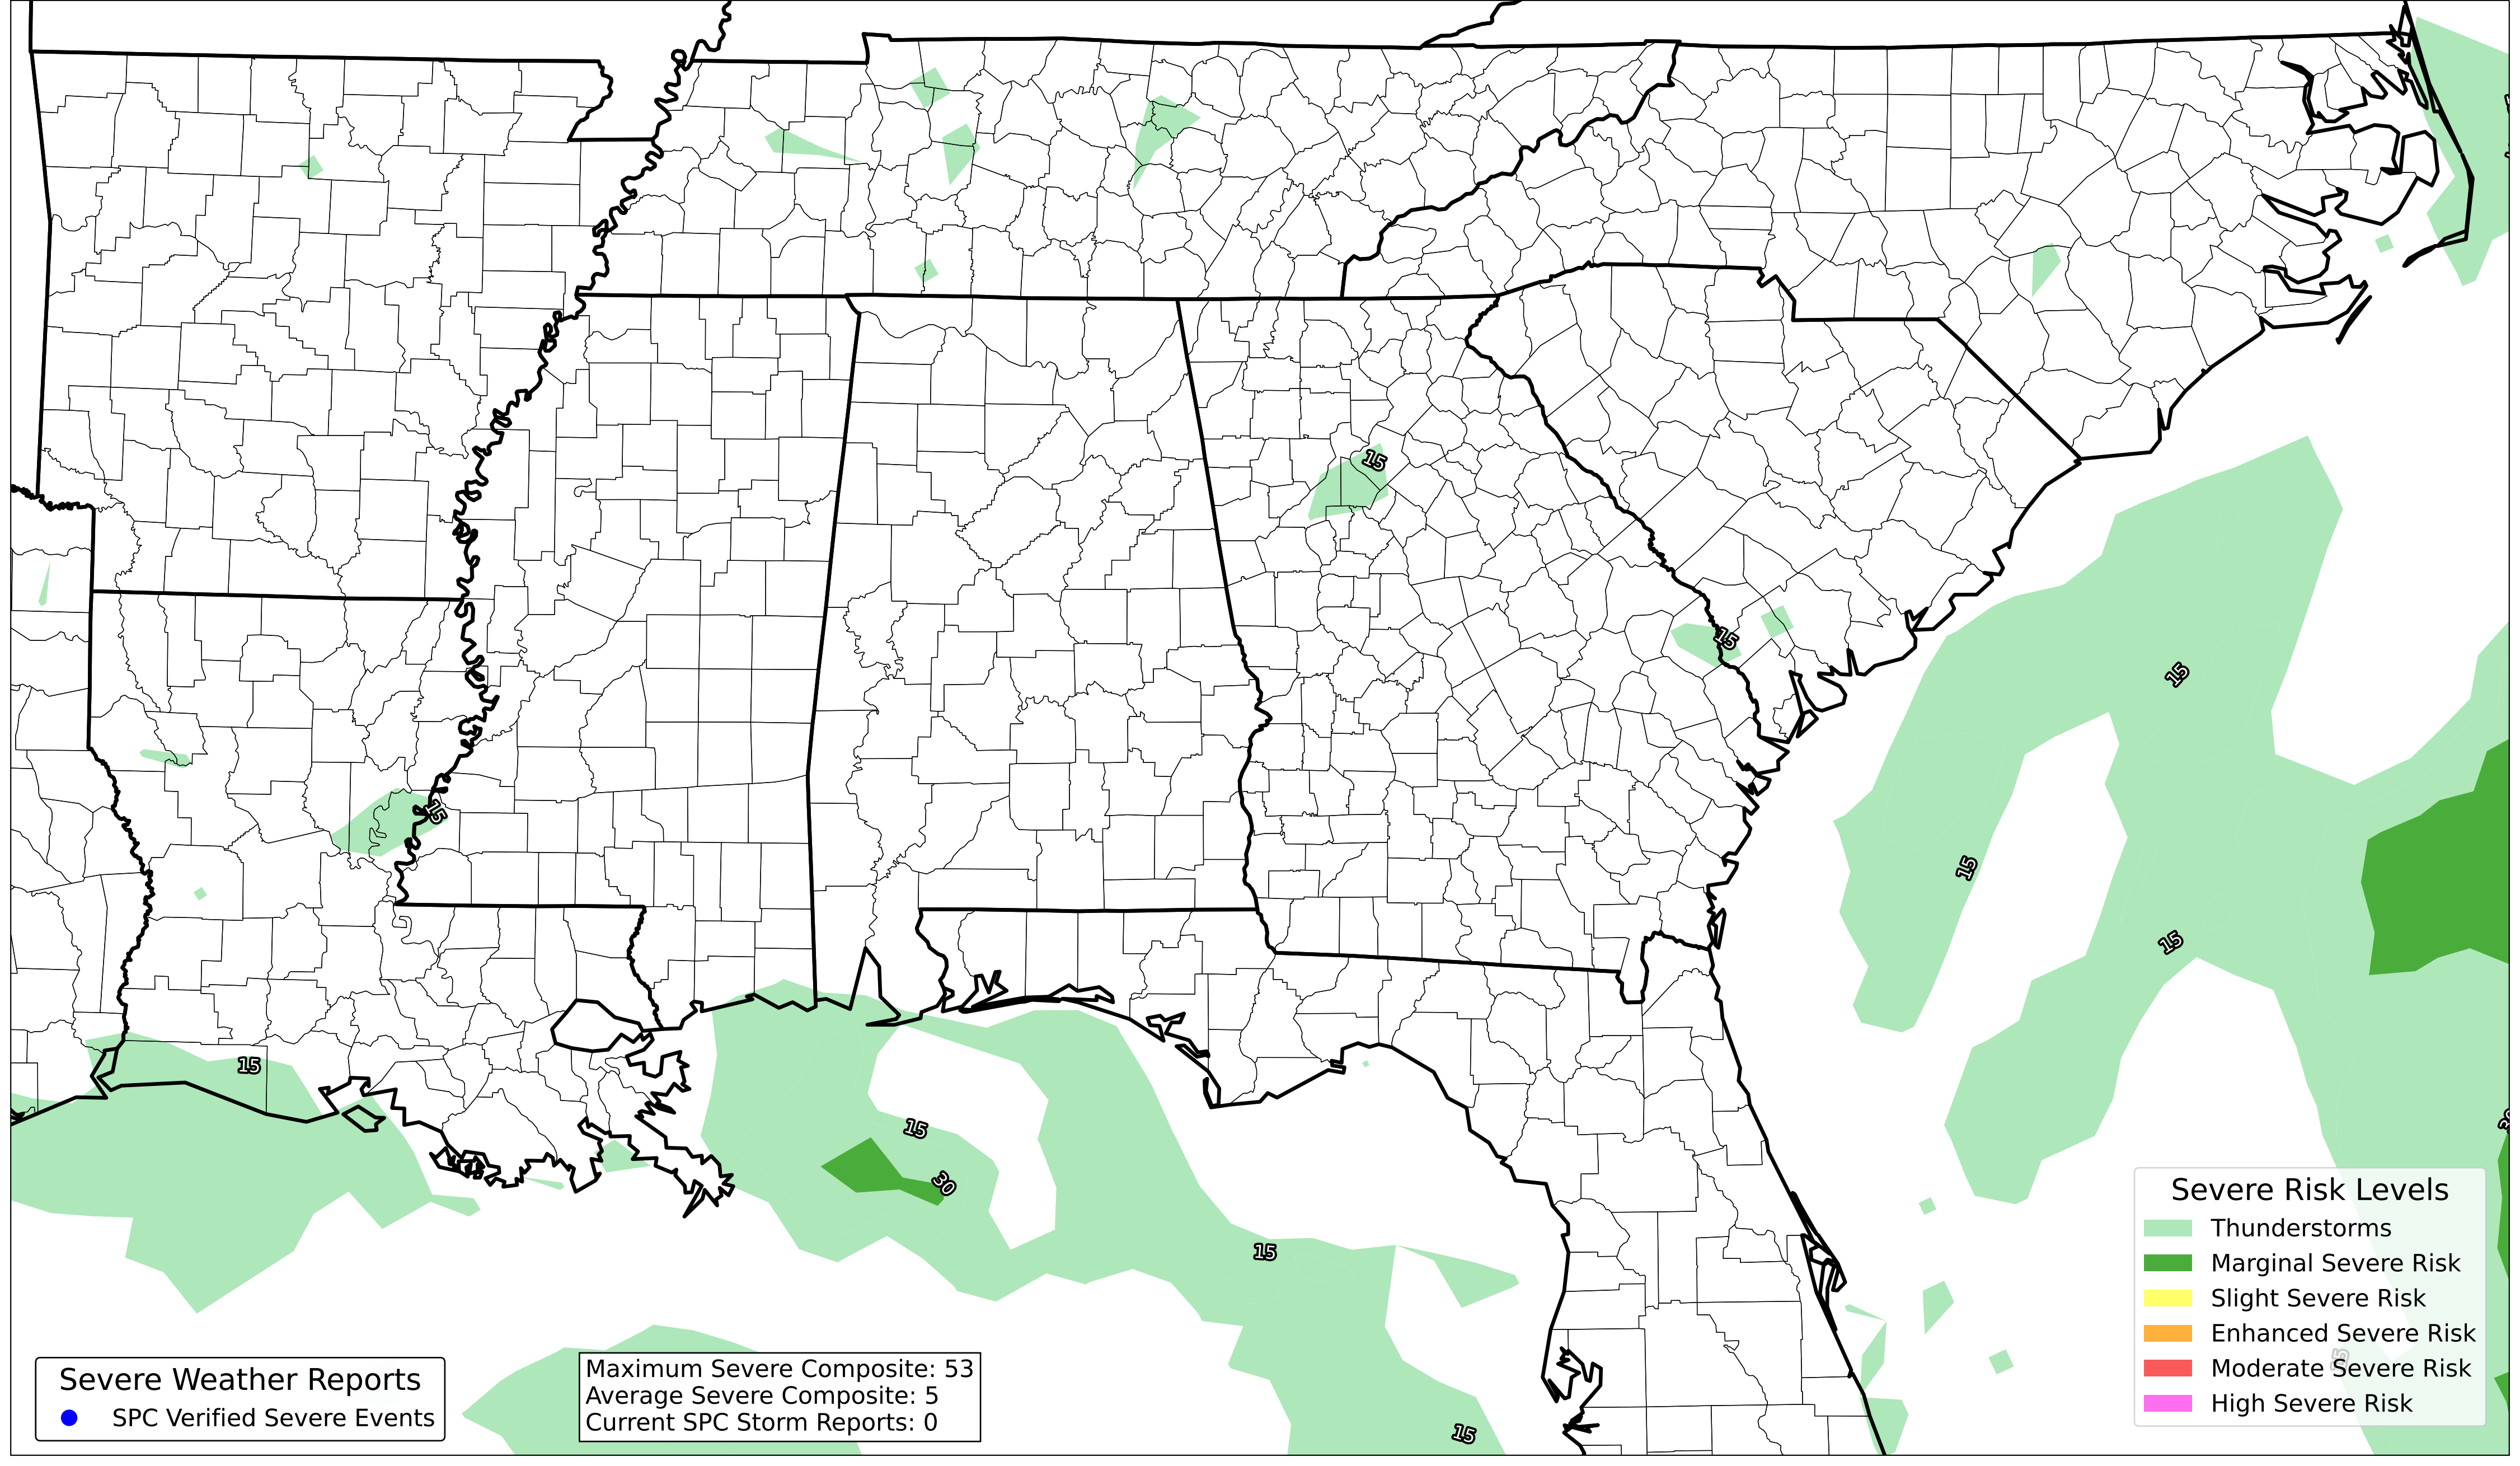 15
15
15
15
15
15
15
15
30
15
15
Severe Weather Reports
SPC Verified Severe Events
Maximum Severe Composite: 53
Average Severe Composite: 5
Current SPC Storm Reports: 0
Severe Risk Levels
Thunderstorms
Marginal Severe Risk
Slight Severe Risk
Enhanced Severe Risk
Moderate Severe Risk
High Severe Risk